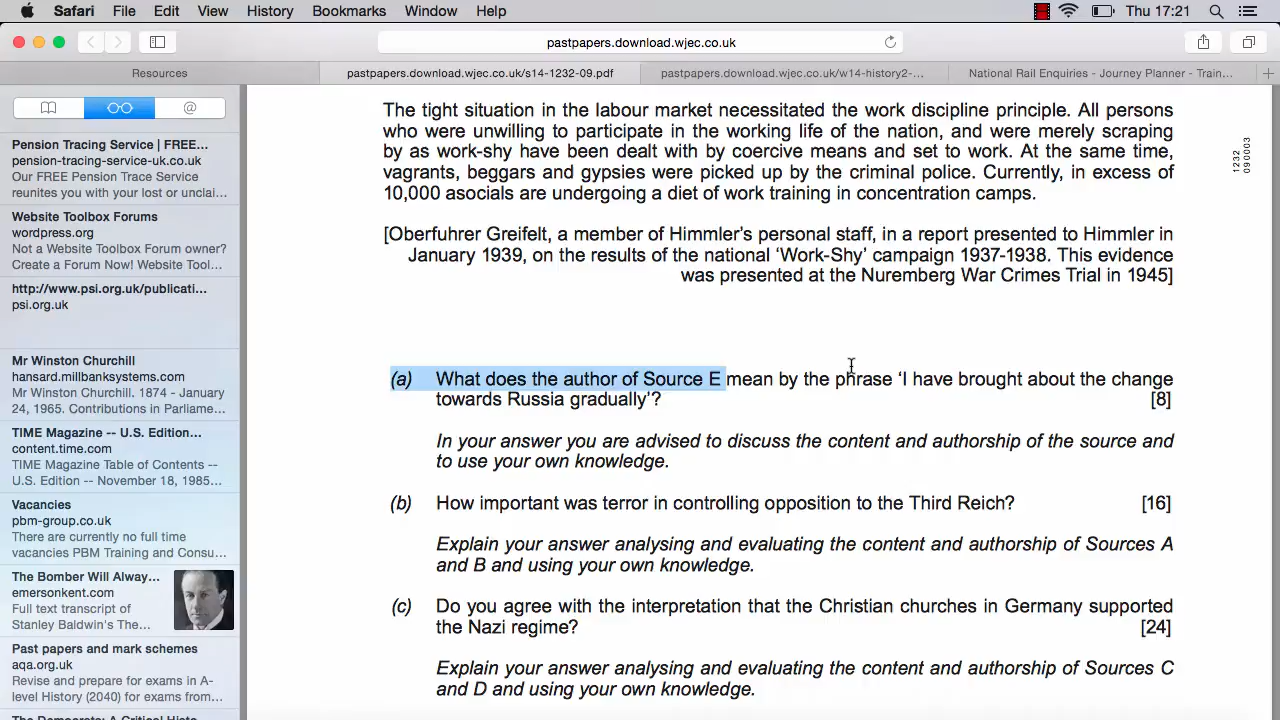 Safari File Edit View History Bookmarks Window Help Thu 17:21
pastpapers.download.wjec.co.uk
Resources
pastpapers.download.wjec.co.uk/s14-1232-09.pdf
pastpapers.download.wjec.co.uk/w14-history2-...
National Rail Enquiries - Journey Planner - Train...
Pension Tracing Service | FREE...
pension-tracing-service-uk.co.uk
Our FREE Pension Trace Service
reunites you with your lost or unclai...
Website Toolbox Forums
wordpress.org
Not a Website Toolbox Forum owner?
Create a Forum Now! Website Tool...
http://www.psi.org.uk/publicati...
psi.org.uk
Mr Winston Churchill
hansard.millbanksystems.com
Mr Winston Churchill. 1874 - January
24, 1965. Contributions in Parliame...
TIME Magazine -- U.S. Edition...
content.time.com
TIME Magazine Table of Contents --
U.S. Edition -- November 18, 1985...
Vacancies
pbm-group.co.uk
There are currently no full time
vacancies PBM Training and Consu...
The Bomber Will Alway...
emersonkent.com
Full text transcript of
Stanley Baldwin's The...
Past papers and mark schemes
aqa.org.uk
Revise and prepare for exams in A-
level History (2040) for exams from...
The Democrats: A Critical Histo...
The tight situation in the labour market necessitated the work discipline principle. All persons
who were unwilling to participate in the working life of the nation, and were merely scraping
by as work-shy have been dealt with by coercive means and set to work. At the same time,
vagrants, beggars and gypsies were picked up by the criminal police. Currently, in excess of
10,000 asocials are undergoing a diet of work training in concentration camps.
[Oberfuhrer Greifelt, a member of Himmler's personal staff, in a report presented to Himmler in
January 1939, on the results of the national 'Work-Shy' campaign 1937-1938. This evidence
was presented at the Nuremberg War Crimes Trial in 1945]
1232
090003
(a) What does the author of Source E mean by the phrase 'I have brought about the change
towards Russia gradually'? [8]
In your answer you are advised to discuss the content and authorship of the source and
to use your own knowledge.
(b) How important was terror in controlling opposition to the Third Reich? [16]
Explain your answer analysing and evaluating the content and authorship of Sources A
and B and using your own knowledge.
(c) Do you agree with the interpretation that the Christian churches in Germany supported
the Nazi regime? [24]
Explain your answer analysing and evaluating the content and authorship of Sources C
and D and using your own knowledge.